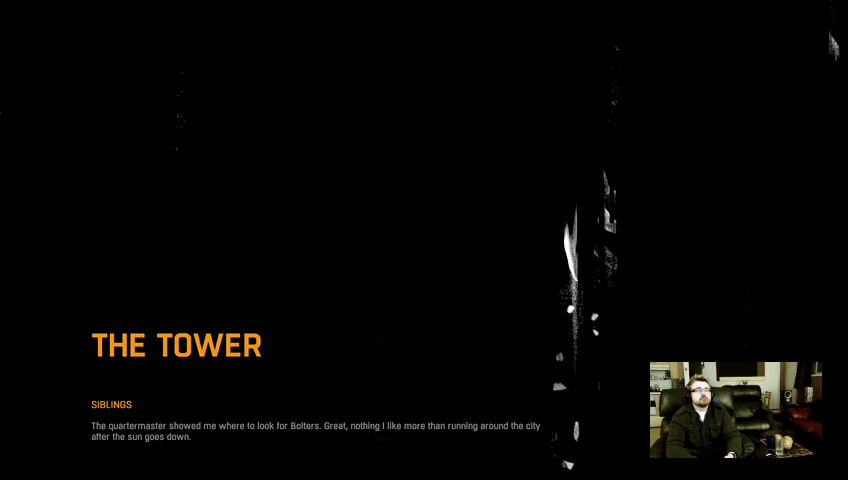 THE TOWER
SIBLINGS
The quartermaster showed me where to look for Bolters. Great, nothing I like more than running around the city
after the sun goes down.